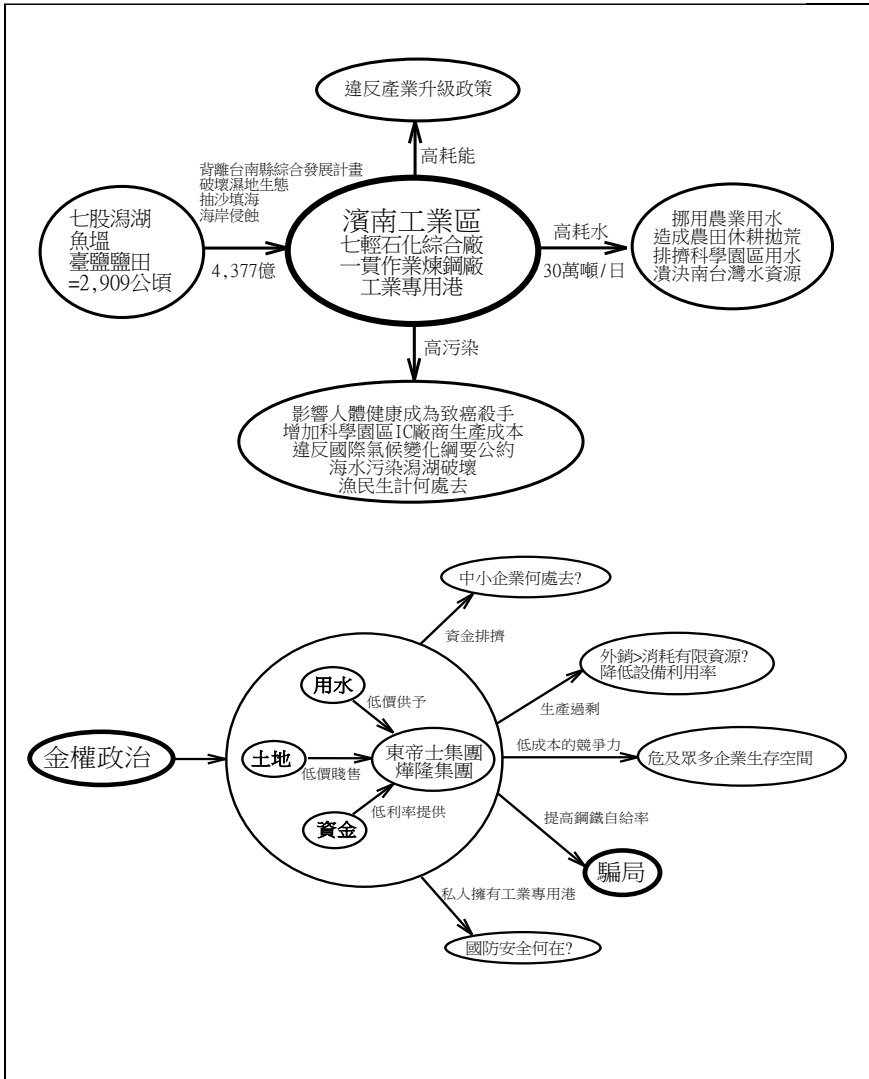 違反產業升級政策
高耗能
背離台南縣綜合發展計畫
破壞濕地生態
抽沙填海
海岸侵蝕
七股潟湖
魚塭
臺鹽鹽田
=2,909公頃
4,377億
濱南工業區
七輕石化綜合廠
一貫作業煉鋼廠
工業專用港
高耗水
30萬噸/日
挪用農業用水
造成農田休耕拋荒
排擠科學園區用水
潰決南台灣水資源
高污染
影響人體健康成為致癌殺手
增加科學園區IC廠商生產成本
違反國際氣候變化綱要公約
海水污染潟湖破壞
漁民生計何處去
中小企業何處去?
資金排擠
外銷>消耗有限資源?
降低設備利用率
生產過剩
用水
低價供予
金權政治
土地
低價賤售
東帝士集團
燁隆集團
低成本的競爭力
危及眾多企業生存空間
資金
低利率提供
提高鋼鐵自給率
騙局
私人擁有工業專用港
國防安全何在?